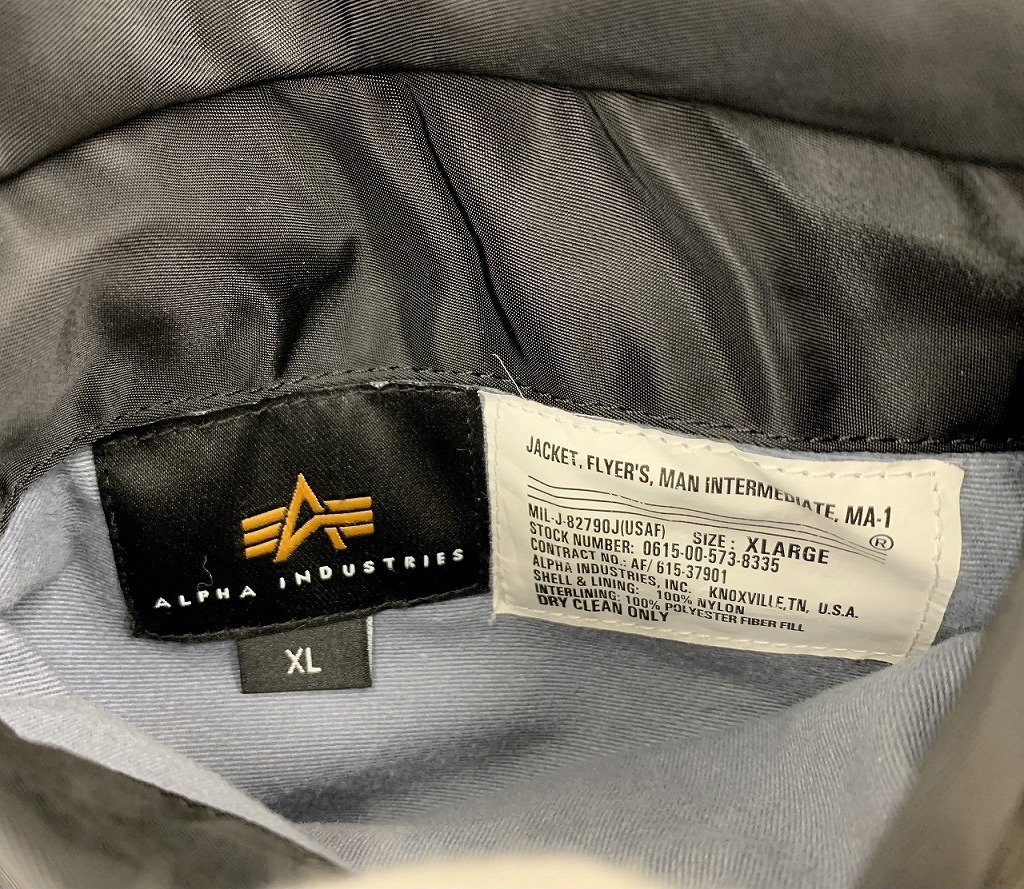 ALPHA INDUSTRIES
XL
JACKET, FLYER'S, MAN INTERMEDIATE, MA-1
®
MIL-J-82790J(USAF) SIZE: XLARGE
STOCK NUMBER: 0615-00-573-8335
CONTRACT NO.: AF/ 615-37901
ALPHA INDUSTRIES, INC. KNOXVILLE,TN, U.S.A.
SHELL & LINING: 100% NYLON
INTERLINING: 100% POLYESTER FIBER FILL
DRY CLEAN ONLY